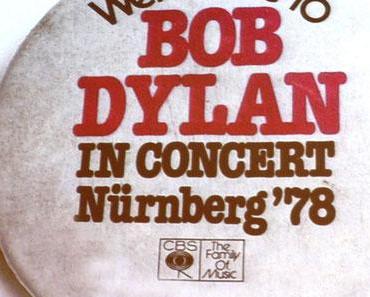 BOB
DYLAN
IN CONCERT
Nürnberg '78
CBS
The
Family
Of
Music